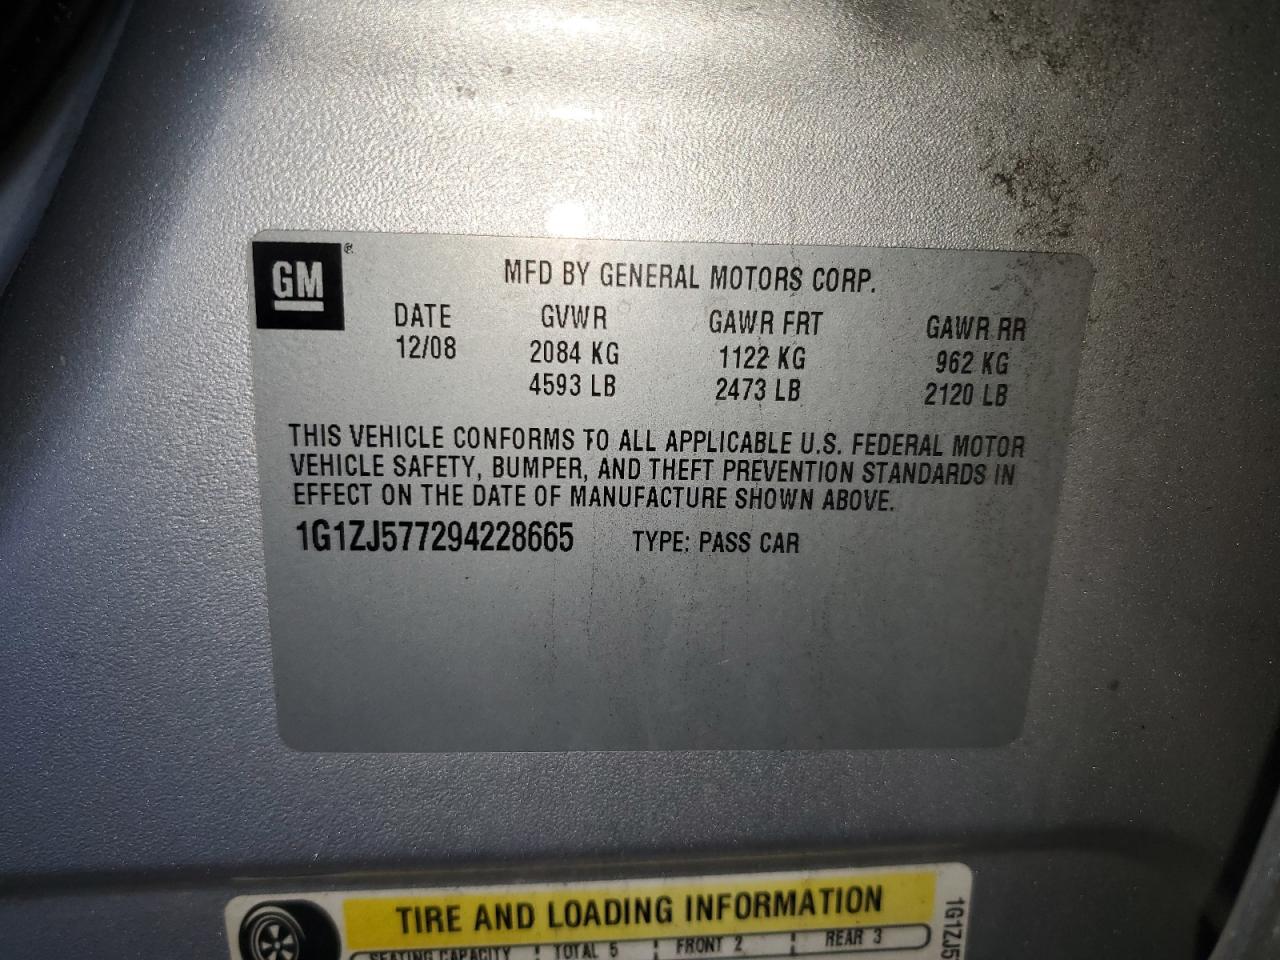 GM ®
MFD BY GENERAL MOTORS CORP.
DATE GVWR GAWR FRT GAWR RR
12/08 2084 KG 1122 KG 962 KG
4593 LB 2473 LB 2120 LB
THIS VEHICLE CONFORMS TO ALL APPLICABLE U.S. FEDERAL MOTOR
VEHICLE SAFETY, BUMPER, AND THEFT PREVENTION STANDARDS IN
EFFECT ON THE DATE OF MANUFACTURE SHOWN ABOVE.
1G1ZJ577294228665 TYPE: PASS CAR
TIRE AND LOADING INFORMATION
SEATING CAPACITY TOTAL 5 FRONT 2 REAR 3
1G1ZJ5